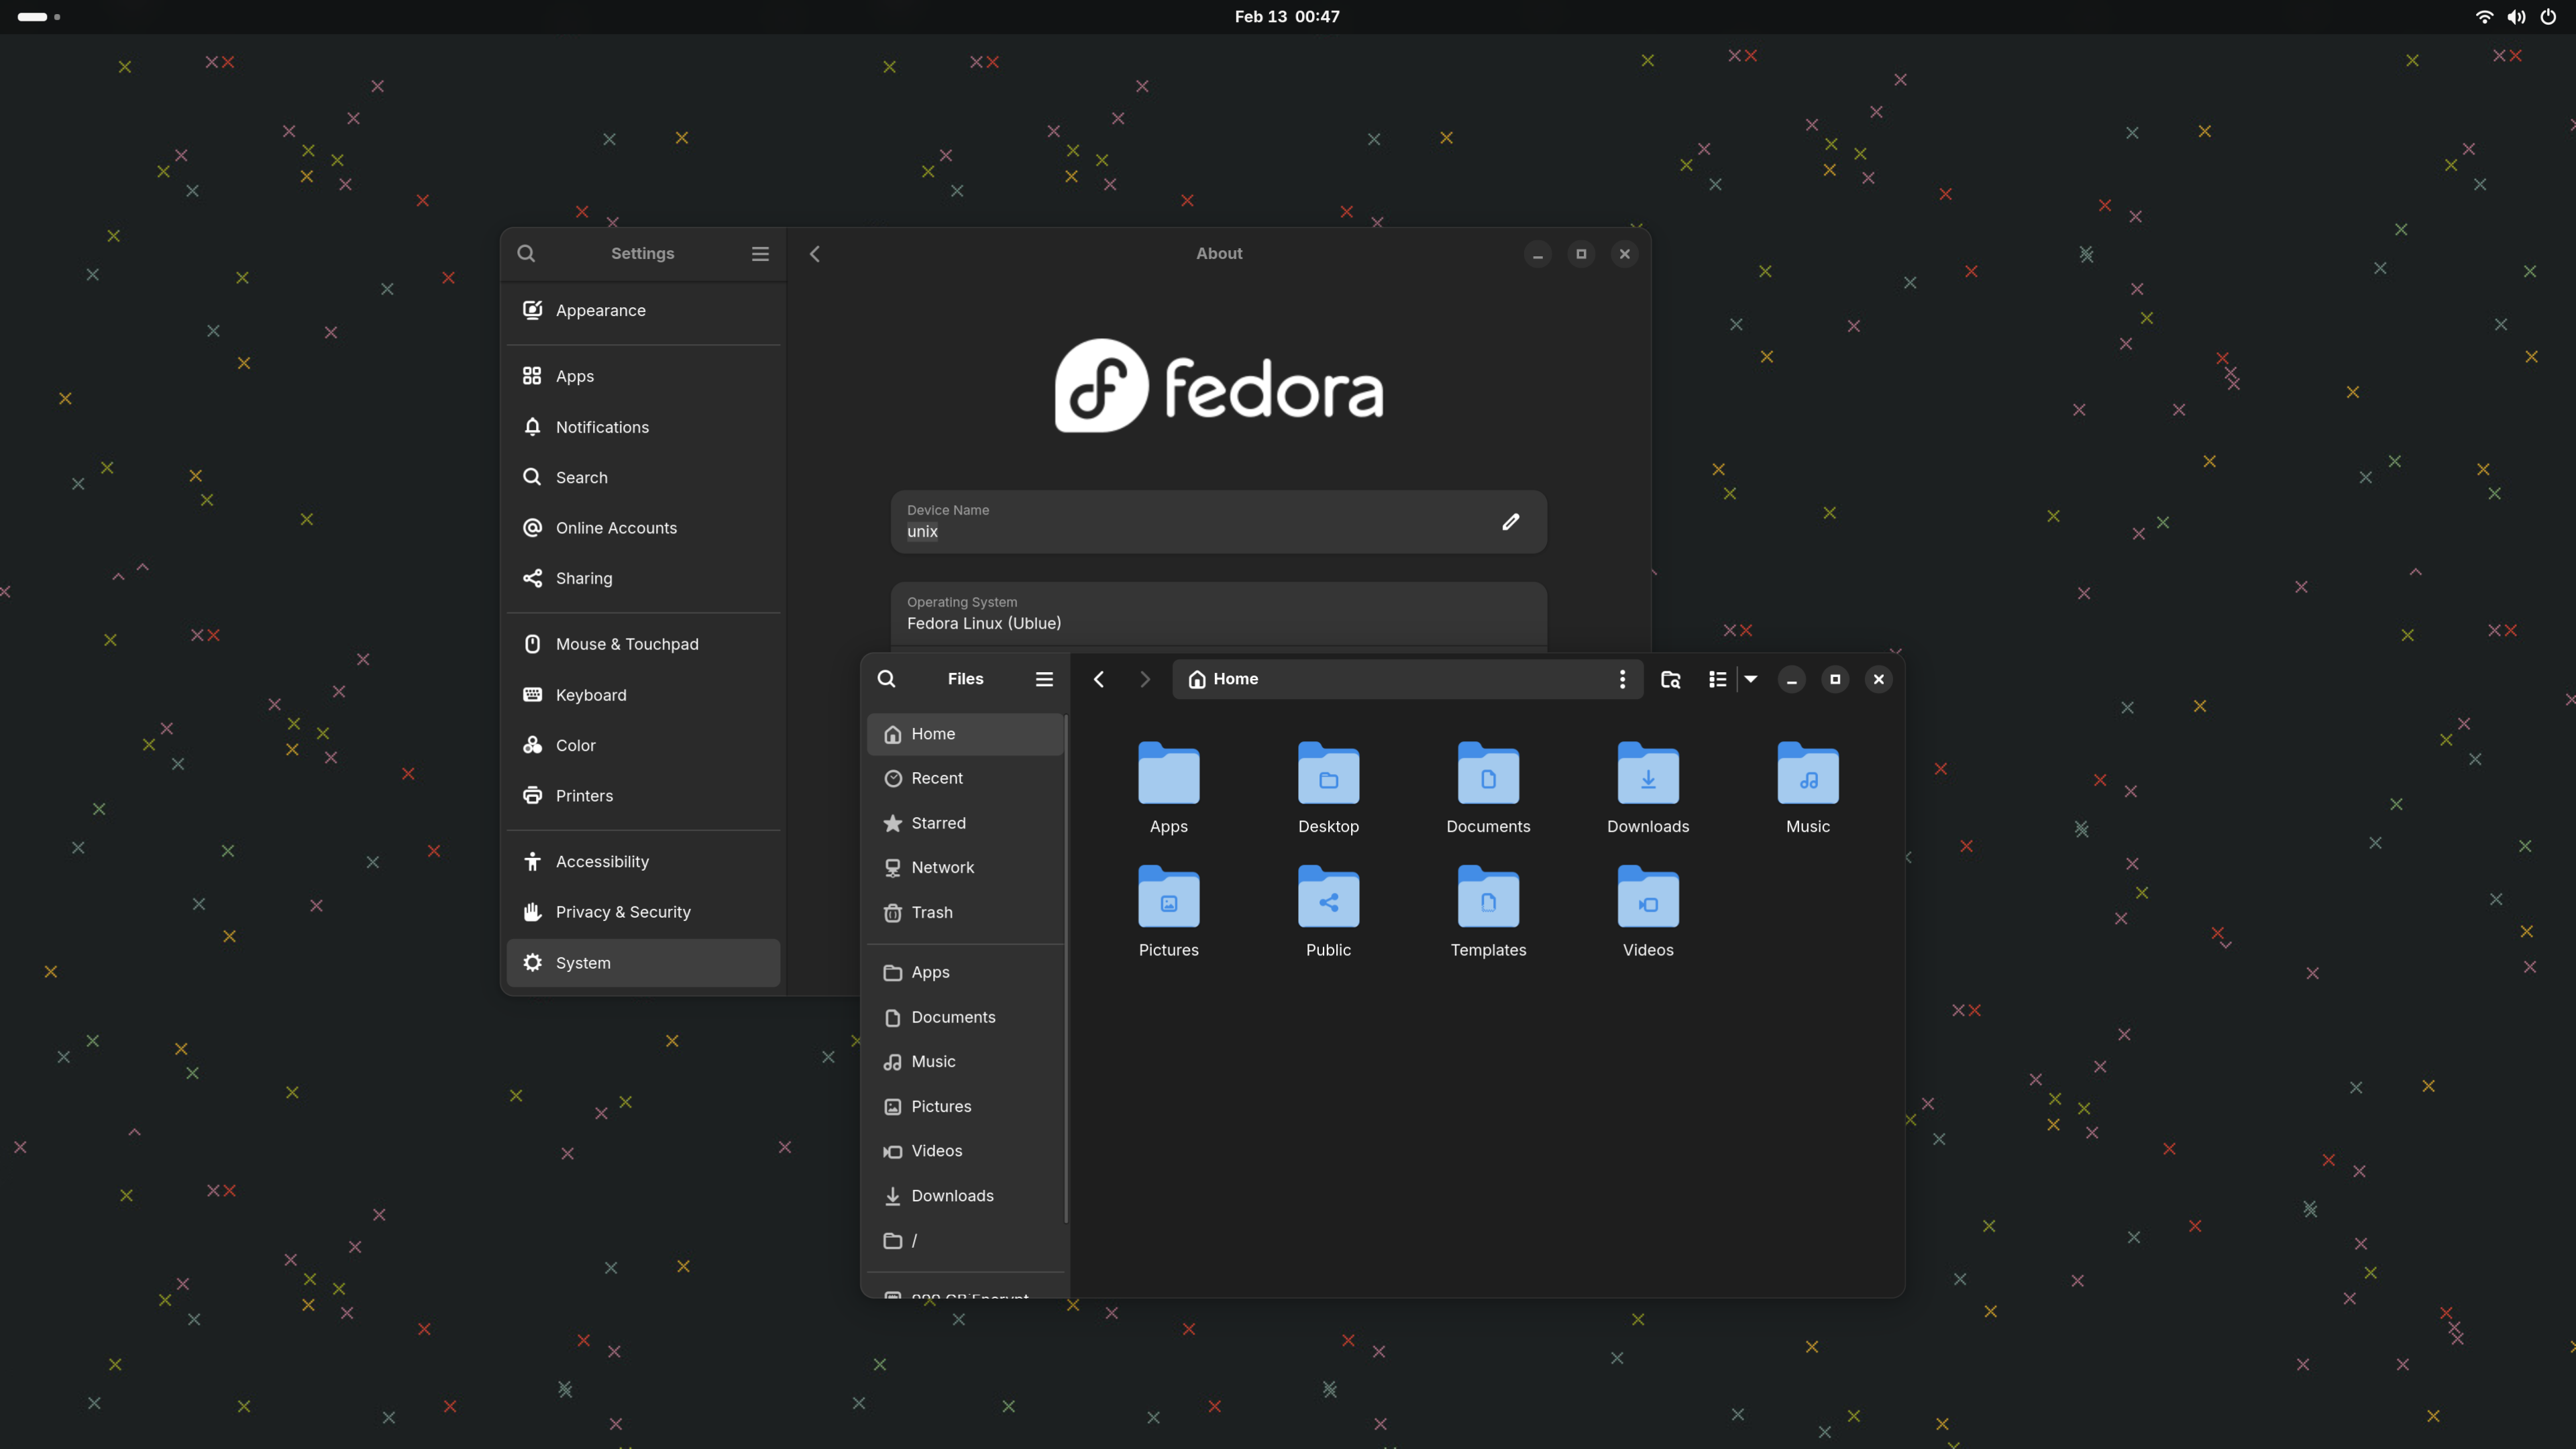 Feb 13 00:47
Settings
About
Appearance
Apps
Notifications
Search
Online Accounts
Sharing
Mouse & Touchpad
Keyboard
Color
Printers
Accessibility
Privacy & Security
System
fedora
Device Name
unix
Operating System
Fedora Linux (Ublue)
Files
Home
Home
Recent
Starred
Network
Trash
Apps
Documents
Music
Pictures
Videos
Downloads
/
Apps
Desktop
Documents
Downloads
Music
Pictures
Public
Templates
Videos